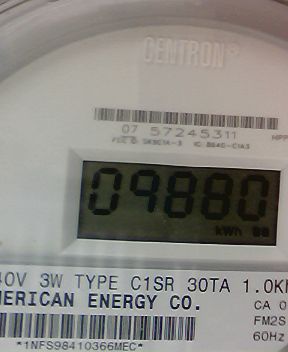 CENTRON®
07 57245311
09880
kWh 88
40V 3W TYPE C1SR 30TA 1.0K
MERICAN ENERGY CO.
CA 0
FM2S
60Hz
*1NFS98410366MEC*